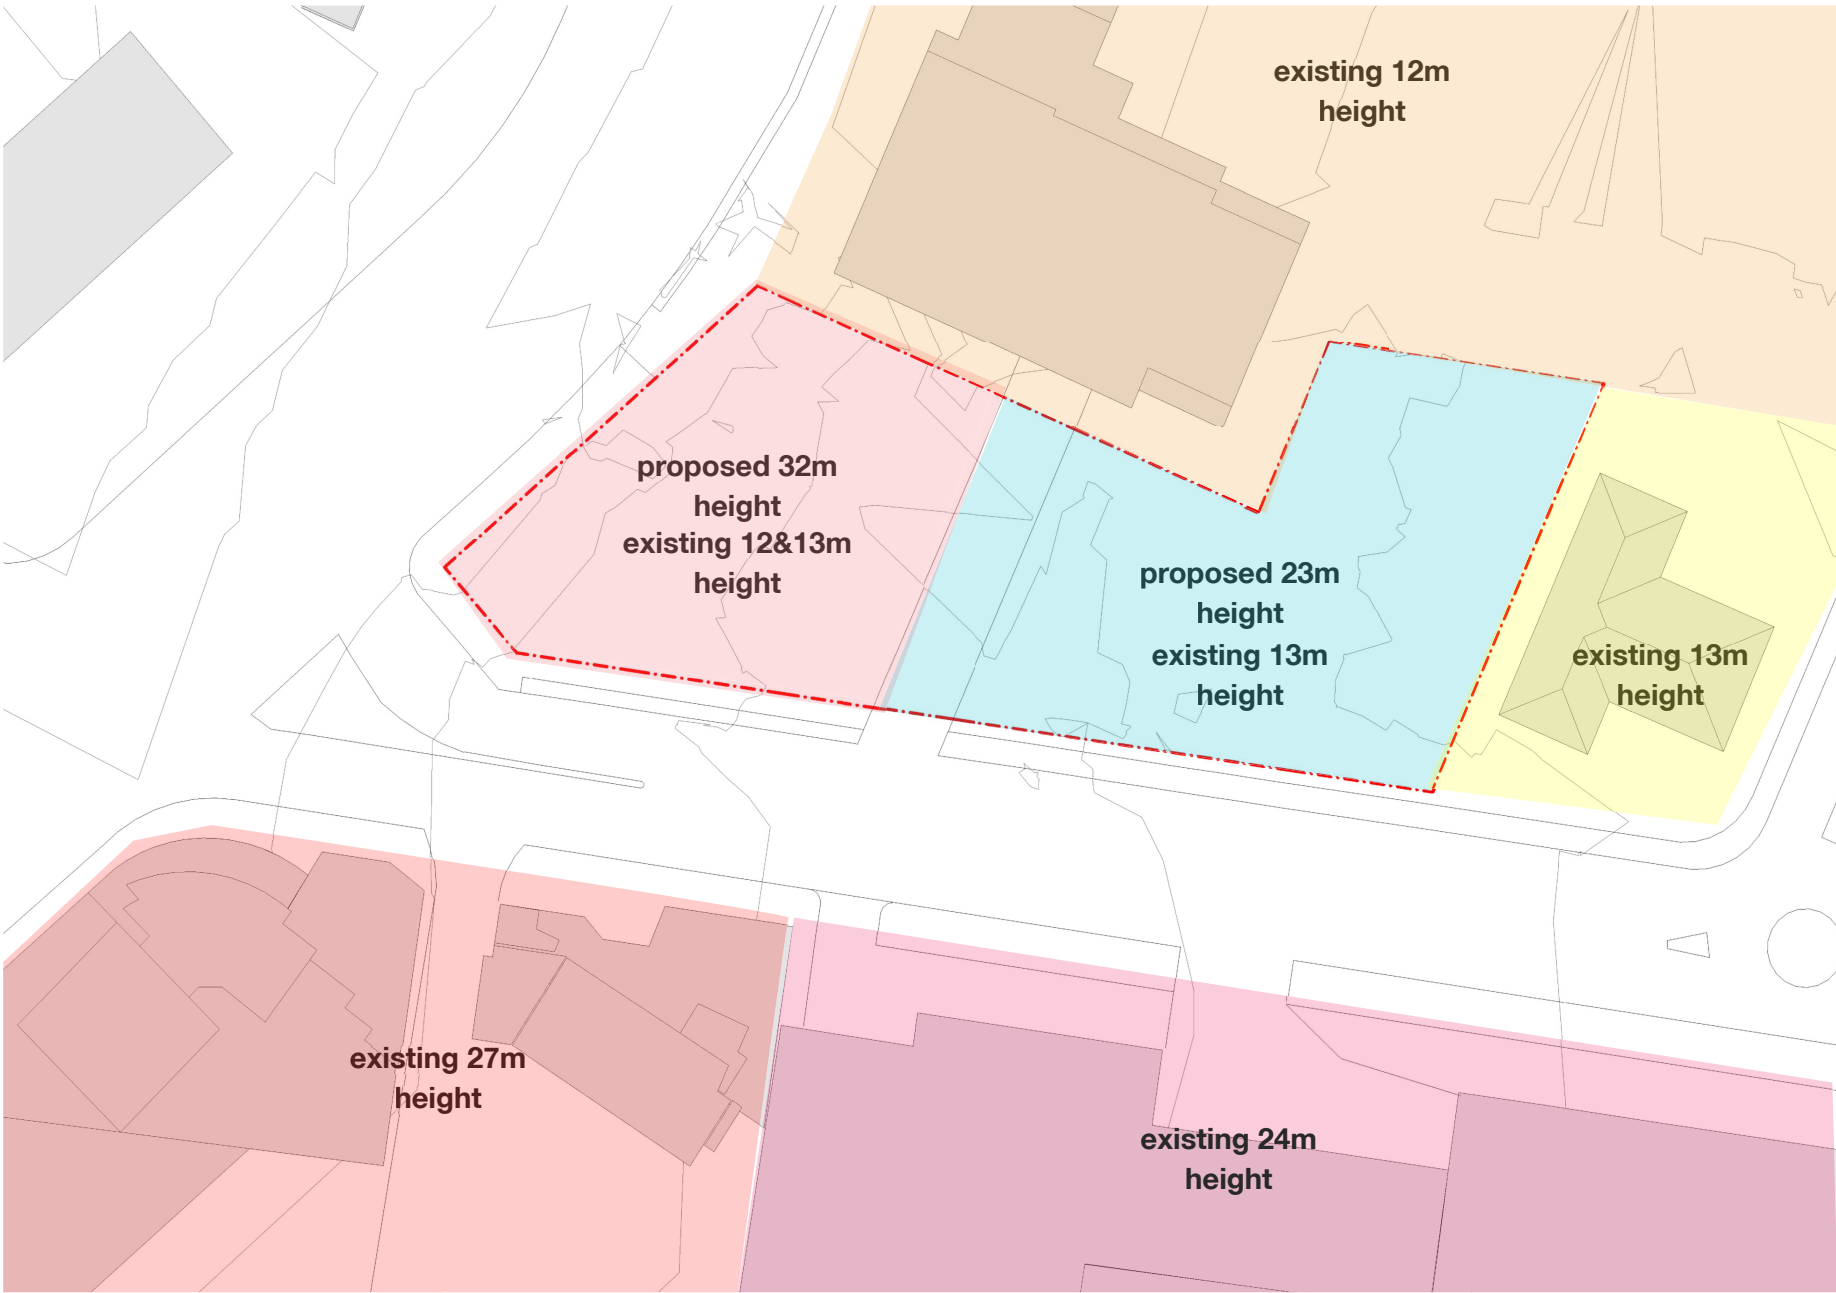 existing 12m
height
proposed 32m
height
existing 12&13m
height
proposed 23m
height
existing 13m
height
existing 13m
height
existing 27m
height
existing 24m
height